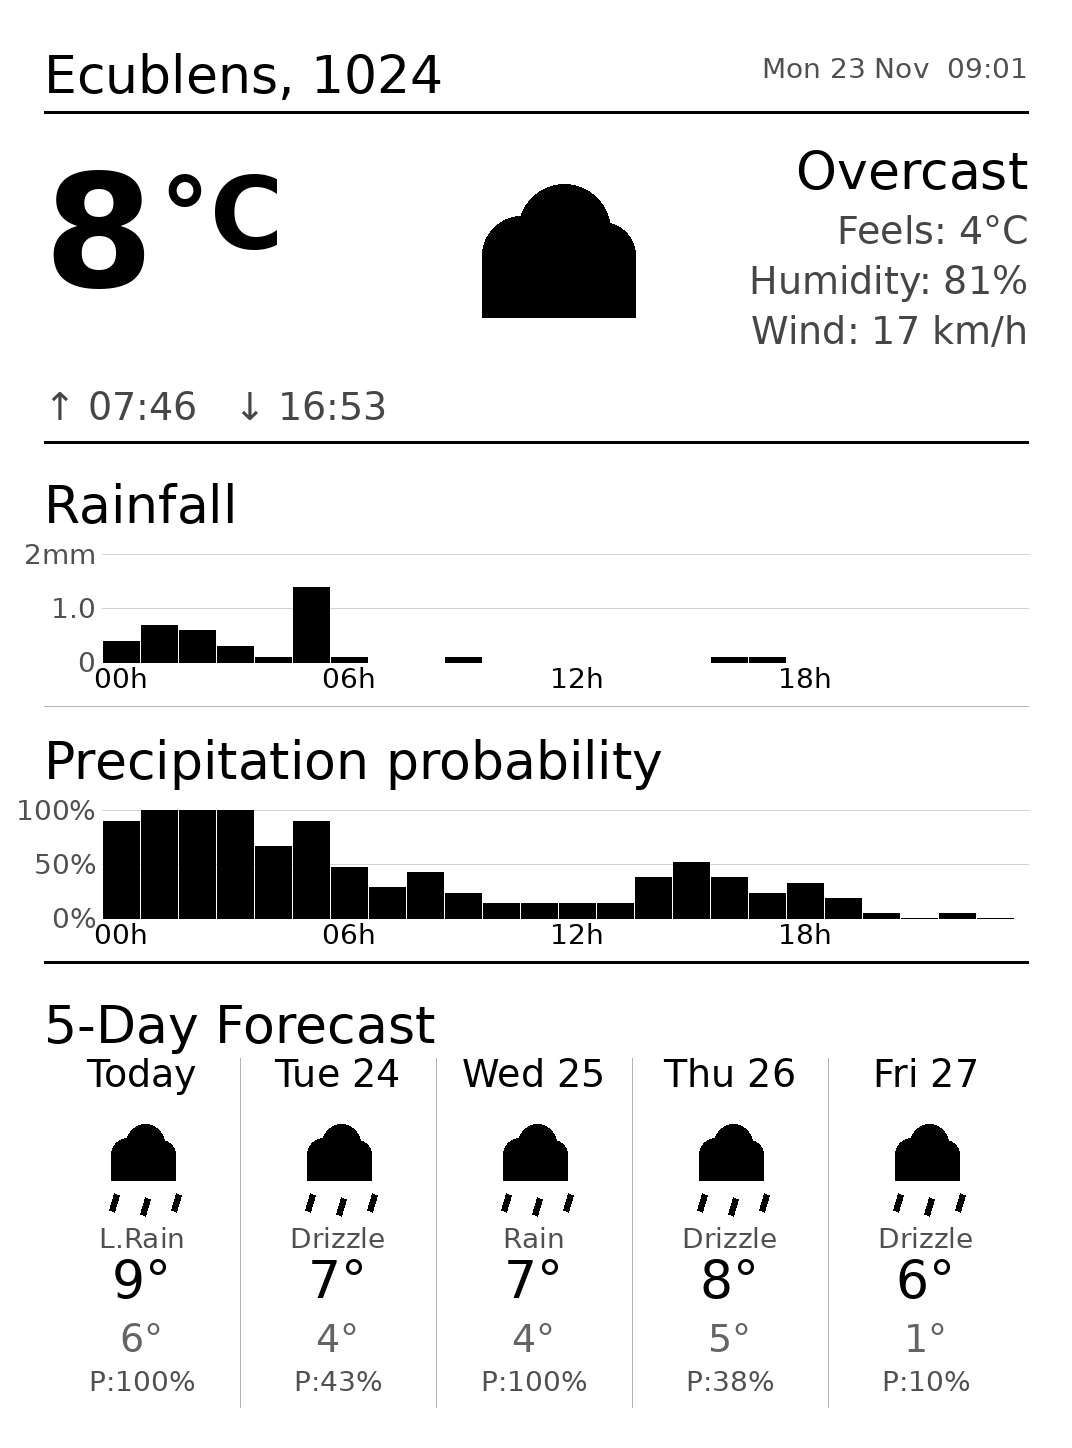 Ecublens, 1024
Mon 23 Nov  09:01
8°C
Overcast
Feels: 4°C
Humidity: 81%
Wind: 17 km/h
↑ 07:46   ↓ 16:53
Rainfall
2mm
1.0
0
00h 06h 12h 18h
Precipitation probability
100%
50%
0%
00h 06h 12h 18h
5-Day Forecast
Today Tue 24 Wed 25 Thu 26 Fri 27
L.Rain Drizzle Rain Drizzle Drizzle
9° 7° 7° 8° 6°
6° 4° 4° 5° 1°
P:100% P:43% P:100% P:38% P:10%